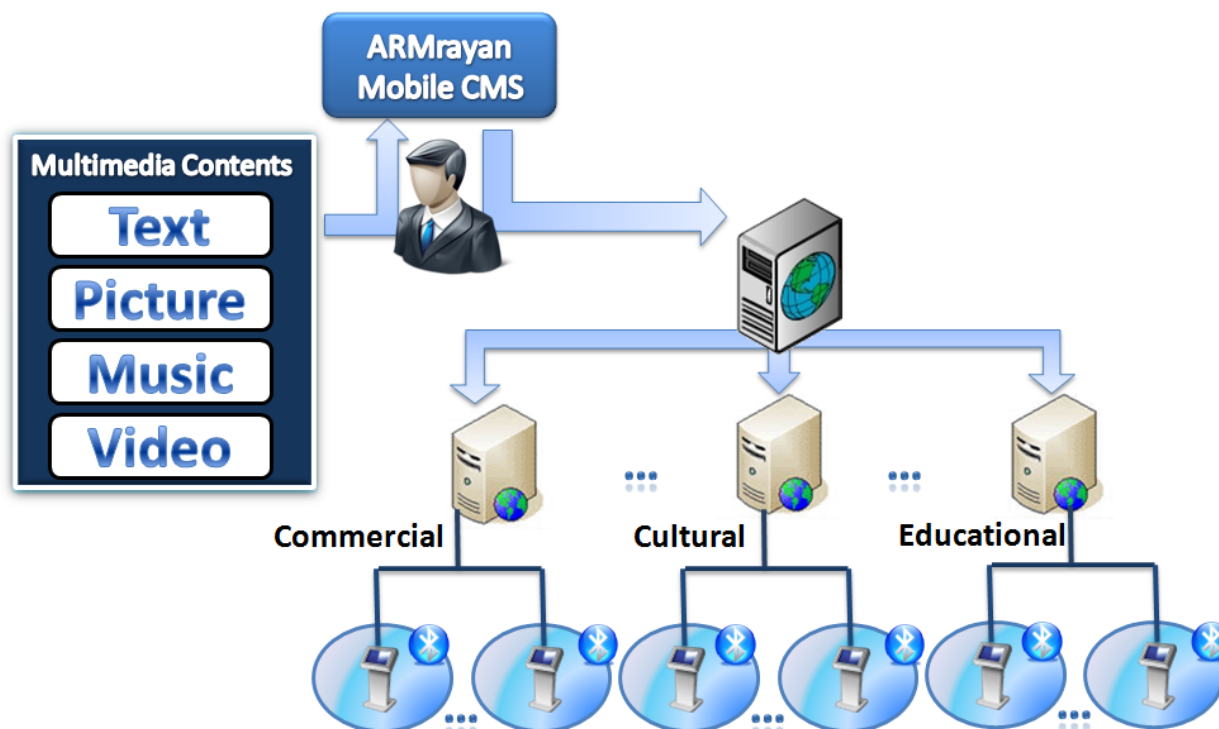 ARMrayan
Mobile CMS
Multimedia Contents
Text
Picture
Music
Video
Commercial
Cultural
Educational